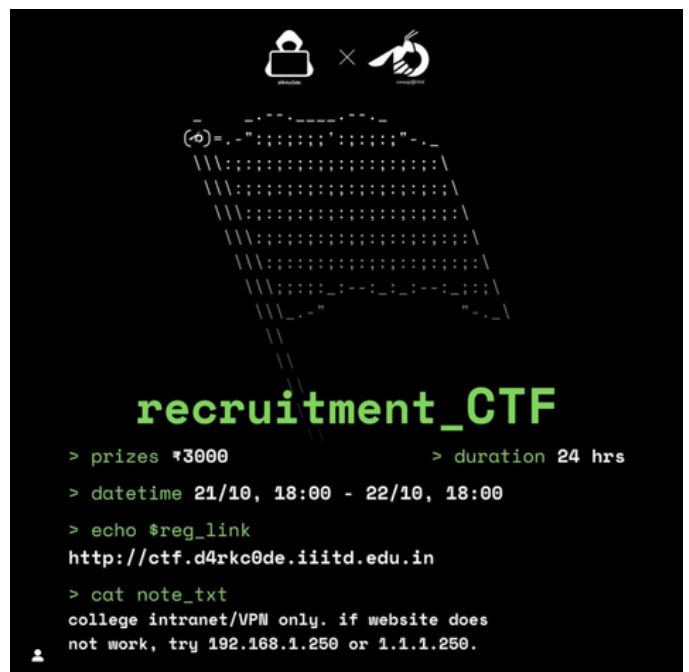 recruitment_CTF
> prizes ₹3000 > duration 24 hrs
> datetime 21/10, 18:00 - 22/10, 18:00
> echo $reg_link
http://ctf.d4rkc0de.iiitd.edu.in
> cat note_txt
college intranet/VPN only. if website does
not work, try 192.168.1.250 or 1.1.1.250.